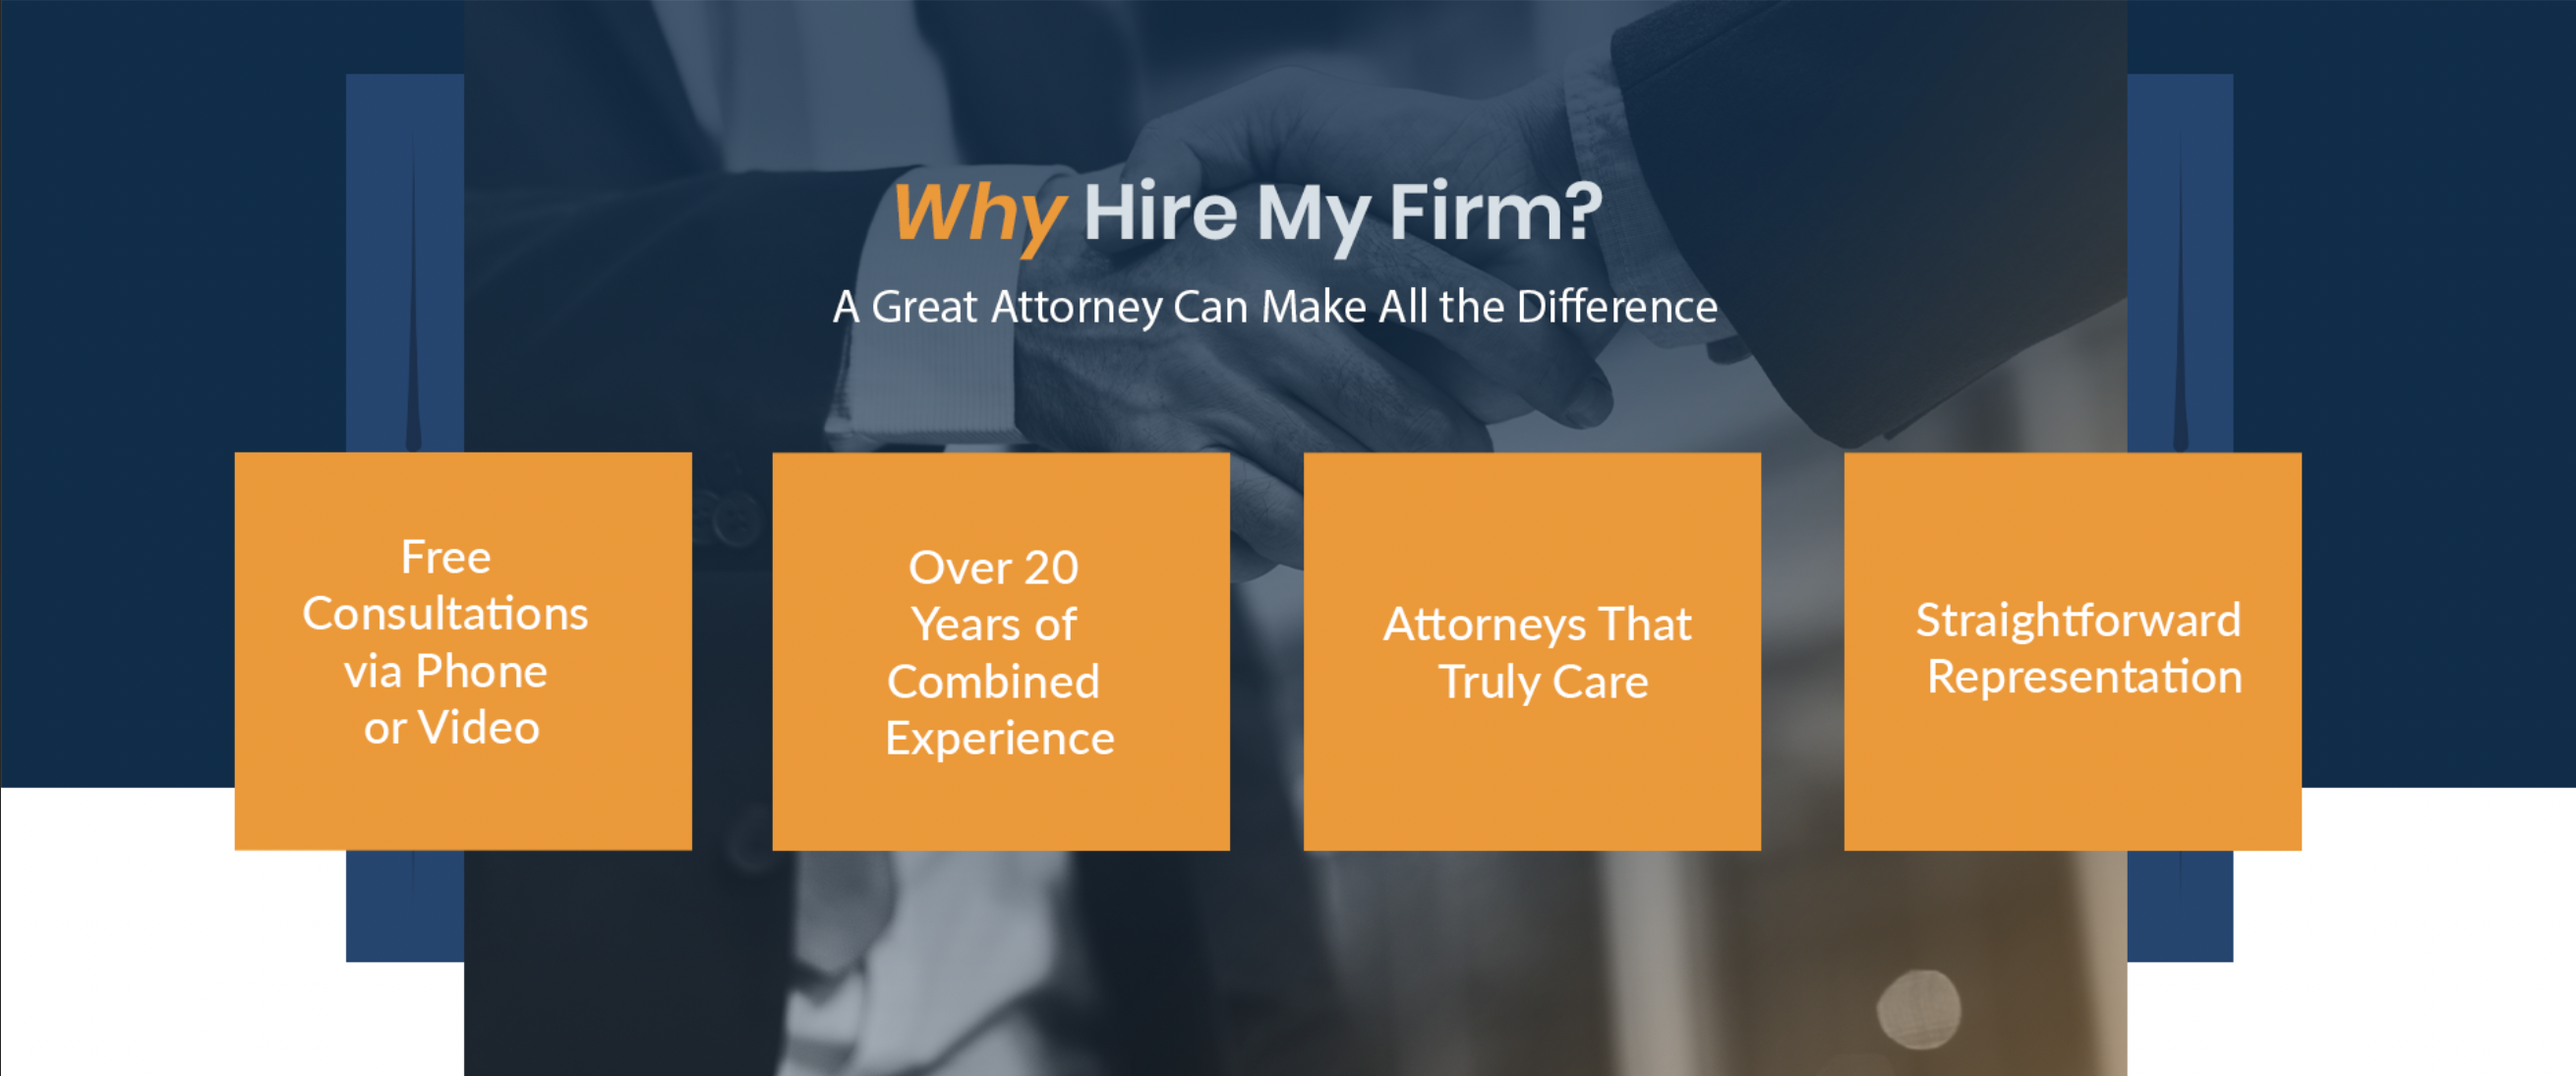 Why Hire My Firm?
A Great Attorney Can Make All the Difference
Free
Consultations
via Phone
or Video
Over 20
Years of
Combined
Experience
Attorneys That
Truly Care
Straightforward
Representation